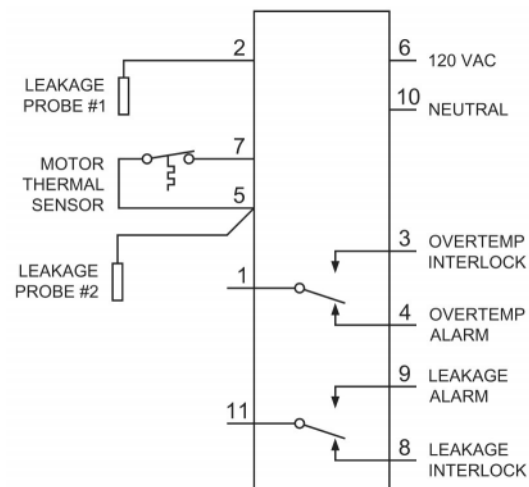 2
6
120 VAC
LEAKAGE
PROBE #1
10
NEUTRAL
7
MOTOR
THERMAL
SENSOR
5
3
OVERTEMP
INTERLOCK
LEAKAGE
PROBE #2
1
4
OVERTEMP
ALARM
9
LEAKAGE
ALARM
11
8
LEAKAGE
INTERLOCK